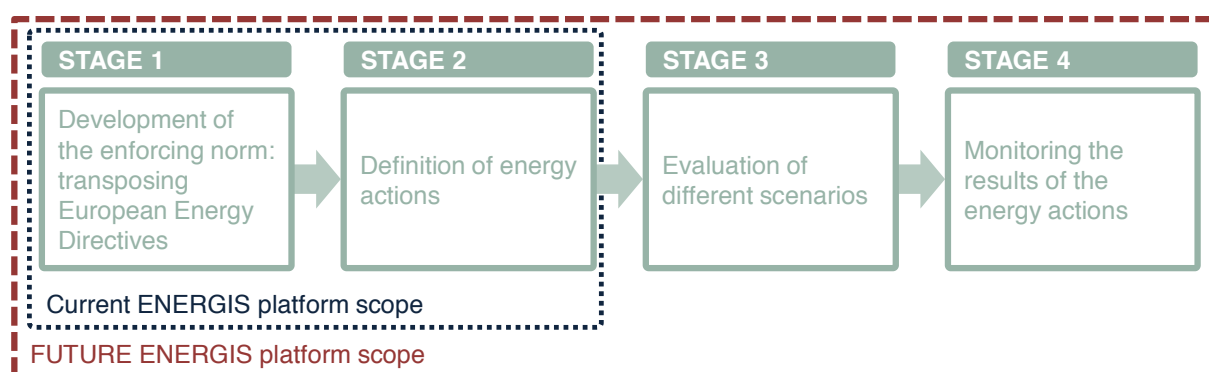 STAGE 1
Development of
the enforcing norm:
transposing
European Energy
Directives
STAGE 2
Definition of energy
actions
STAGE 3
Evaluation of
different scenarios
STAGE 4
Monitoring the
results of the
energy actions
Current ENERGIS platform scope
FUTURE ENERGIS platform scope